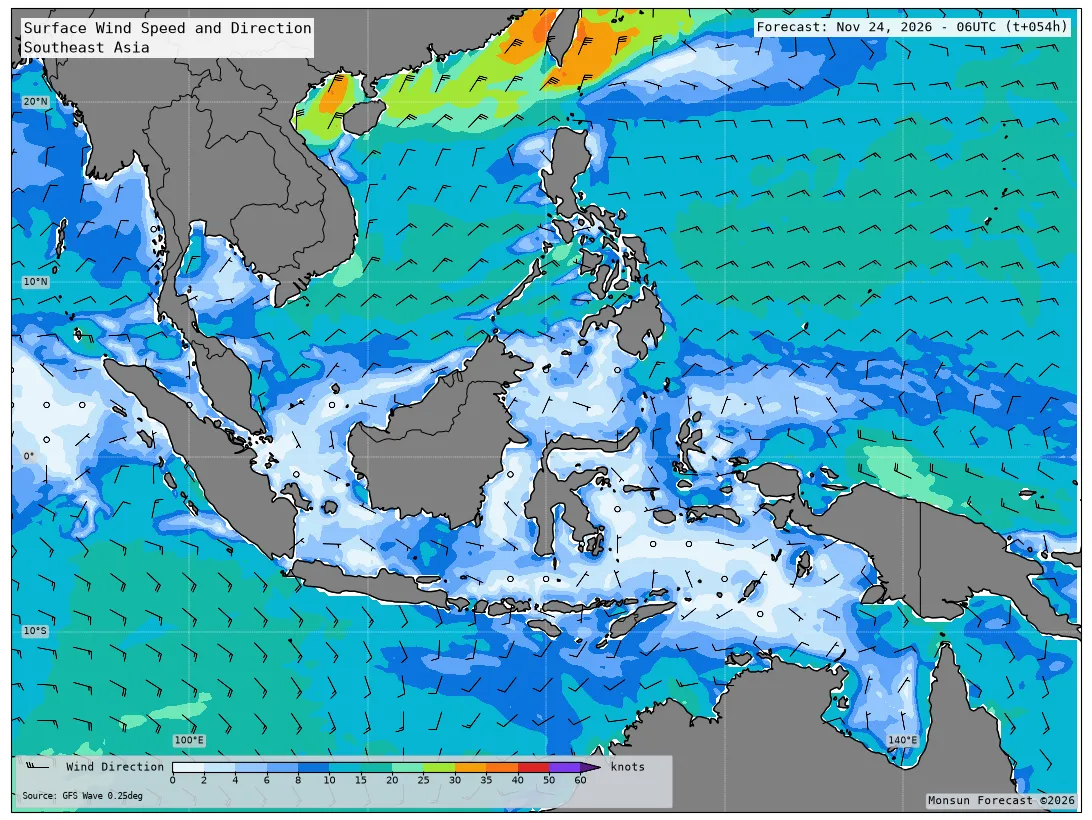 Surface Wind Speed and Direction
Southeast Asia
Forecast: Nov 24, 2026 - 06UTC (t+054h)
20°N
10°N
0°
10°S
100°E
140°E
Wind Direction
0 2 4 6 8 10 15 20 25 30 35 40 50 60
knots
Source: GFS Wave 0.25deg
Monsun Forecast ©2026